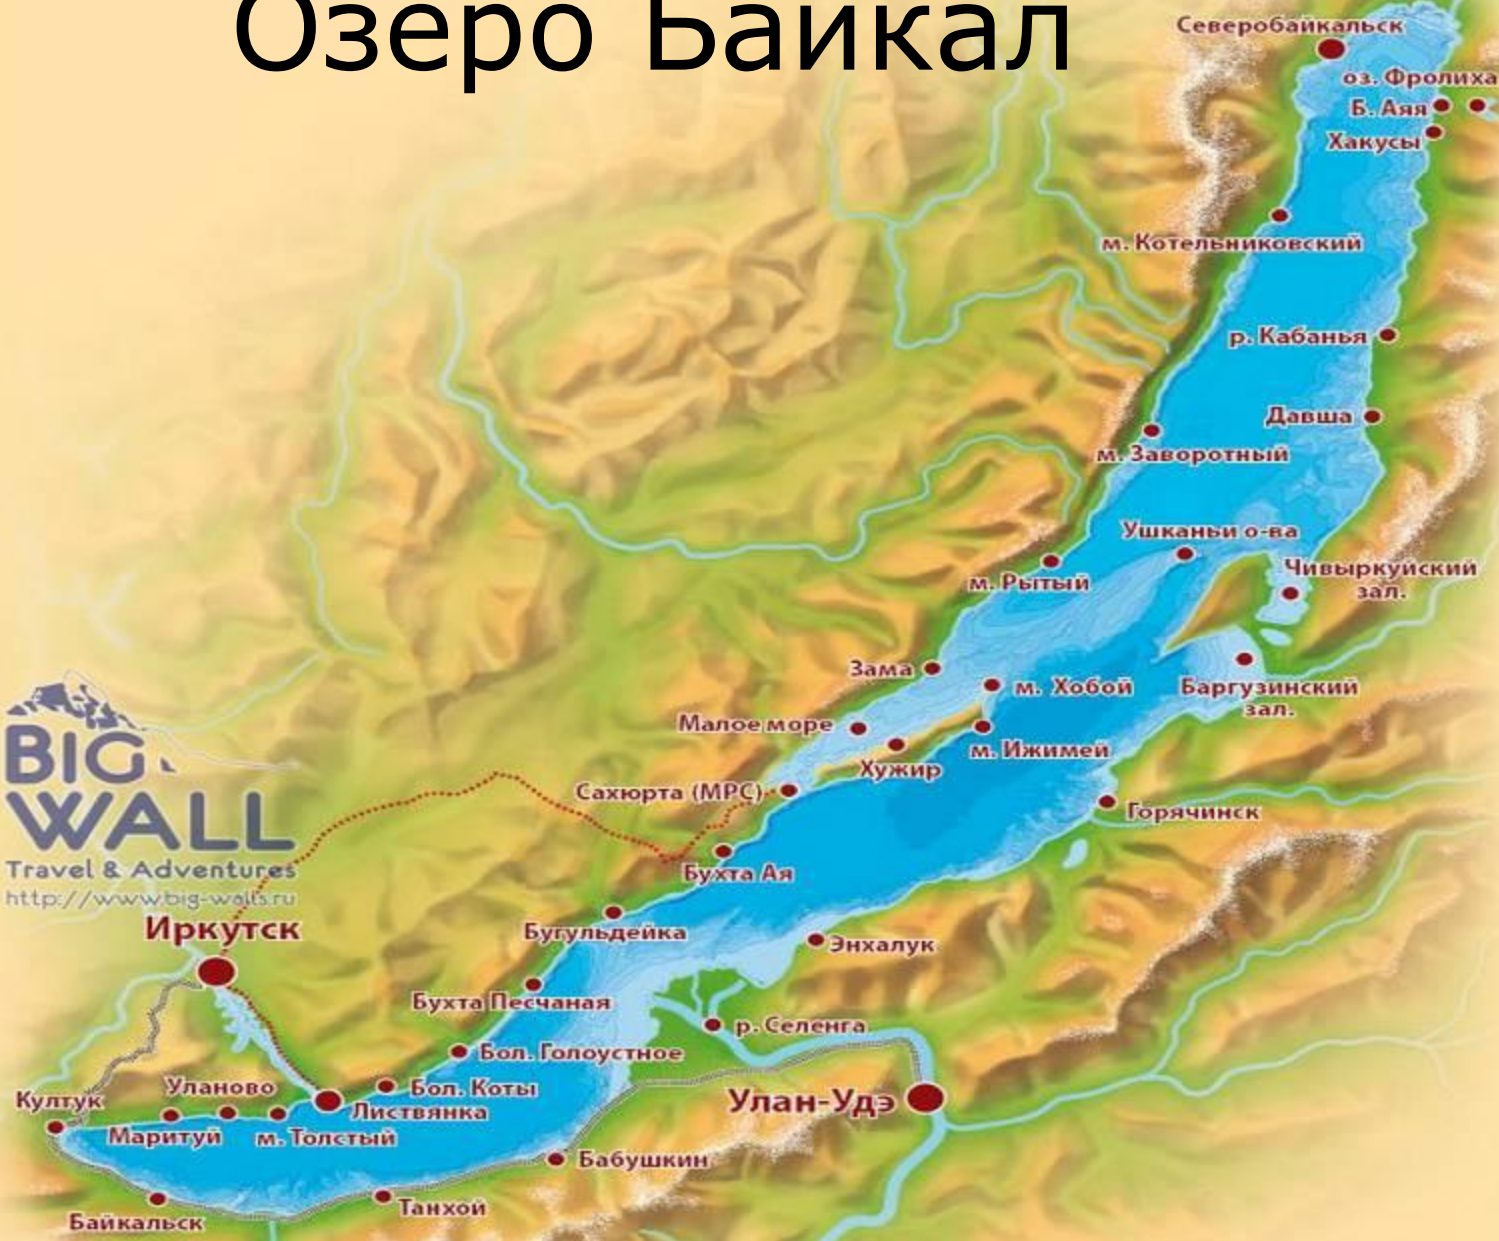 Озеро Байкал
Северобайкальск
оз. Фролиха
Б. Аяя
Хакусы
м. Котельниковский
р. Кабанья
Давша
м. Заворотный
Ушканьи о-ва
Чивыркуйский
зал.
м. Рытый
Зама
м. Хобой
Баргузинский
зал.
Малое море
м. Ижимей
Хужир
Сахюрта (МРС)
Горячинск
BIG
WALL
Travel & Adventures
http://www.big-walls.ru
Бухта Ая
Иркутск
Бугульдейка
Энхалук
Бухта Песчаная
р. Селенга
Бол. Голоустное
Уланово
Бол. Коты
Култук
Листвянка
Улан-Удэ
Маритуй
м. Толстый
Бабушкин
Танхой
Байкальск